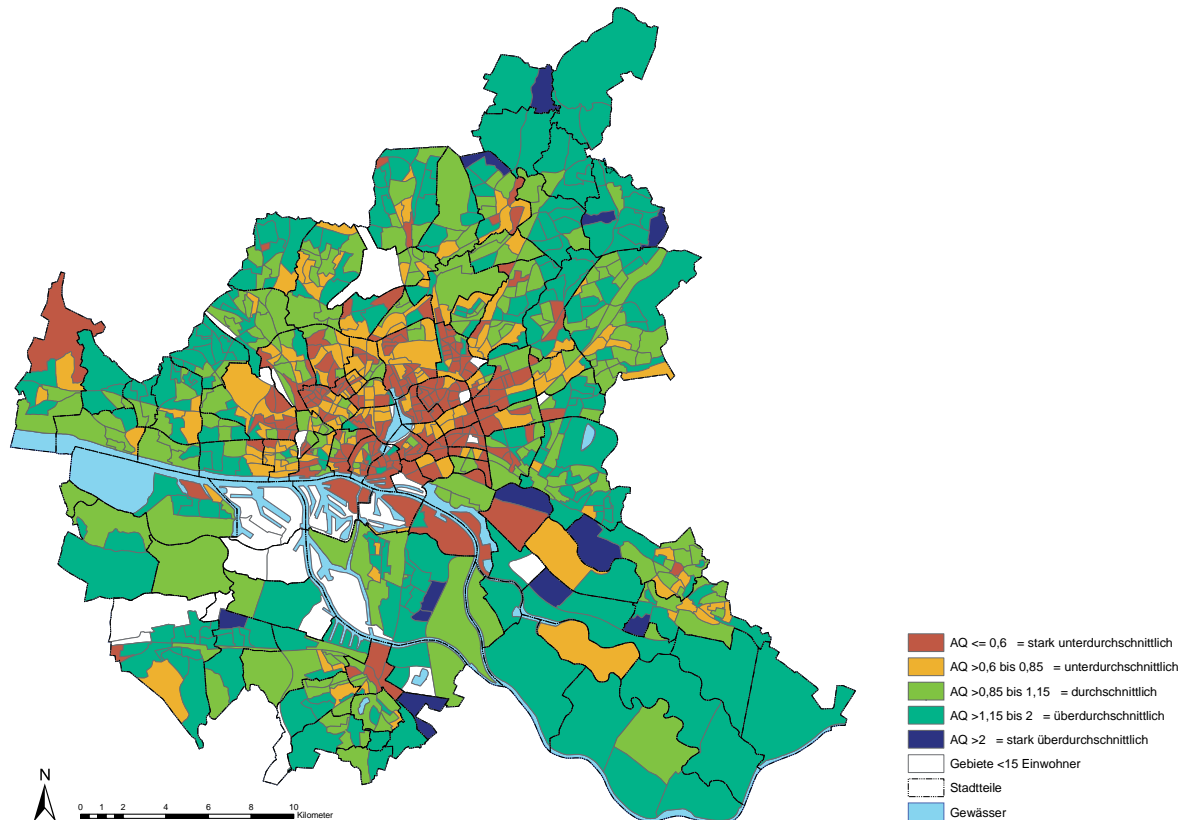 AQ <= 0,6 = stark unterdurchschnittlich
AQ >0,6 bis 0,85 = unterdurchschnittlich
AQ >0,85 bis 1,15 = durchschnittlich
AQ >1,15 bis 2 = überdurchschnittlich
AQ >2 = stark überdurchschnittlich
Gebiete <15 Einwohner
Stadtteile
Gewässer
N
0 1 2 4 6 8 10
Kilometer